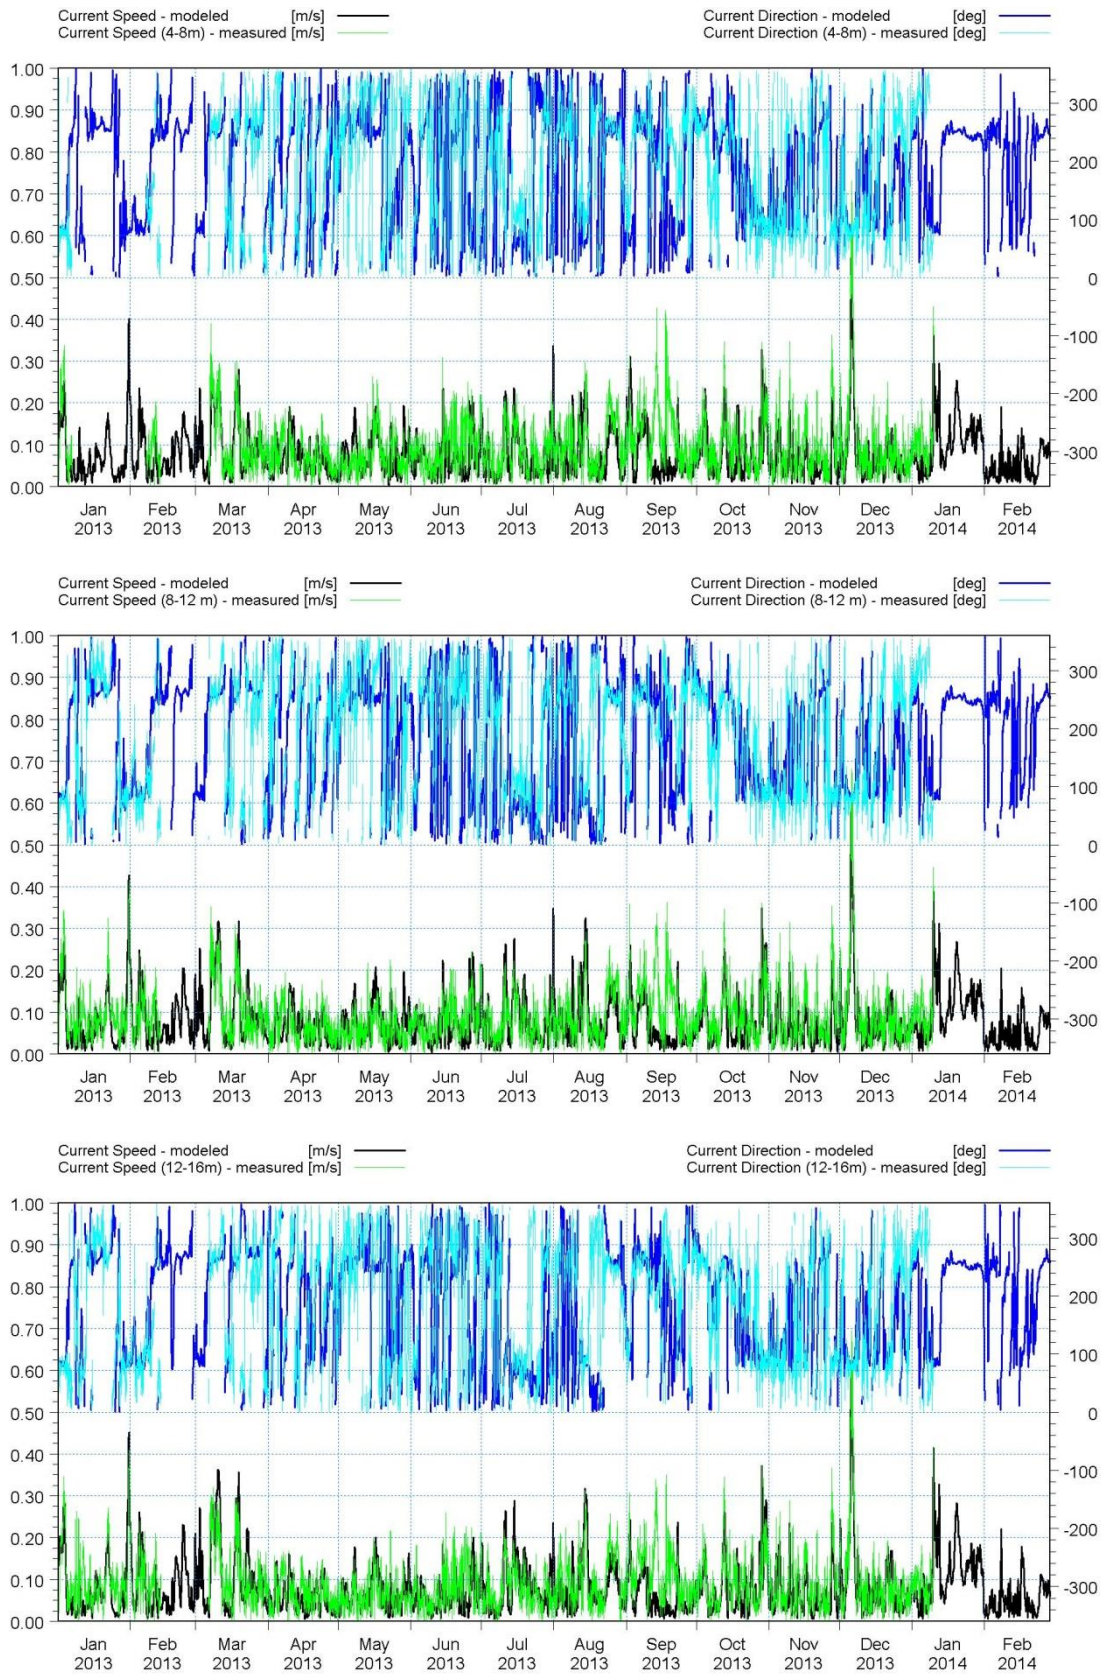 Current Speed - modeled [m/s] Current Direction - modeled [deg]
Current Speed (4-8m) - measured [m/s] Current Direction (4-8m) - measured [deg]
1.00
0.90 300
0.80 200
0.70
0.60 100
0.50 0
0.40
0.30 -100
0.20 -200
0.10 -300
0.00
Jan Feb Mar Apr May Jun Jul Aug Sep Oct Nov Dec Jan Feb
2013 2013 2013 2013 2013 2013 2013 2013 2013 2013 2013 2013 2014 2014
Current Speed - modeled [m/s] Current Direction - modeled [deg]
Current Speed (8-12 m) - measured [m/s] Current Direction (8-12 m) - measured [deg]
1.00
0.90 300
0.80 200
0.70
0.60 100
0.50 0
0.40
0.30 -100
0.20 -200
0.10 -300
0.00
Jan Feb Mar Apr May Jun Jul Aug Sep Oct Nov Dec Jan Feb
2013 2013 2013 2013 2013 2013 2013 2013 2013 2013 2013 2013 2014 2014
Current Speed - modeled [m/s] Current Direction - modeled [deg]
Current Speed (12-16m) - measured [m/s] Current Direction (12-16m) - measured [deg]
1.00
0.90 300
0.80 200
0.70
0.60 100
0.50 0
0.40
0.30 -100
0.20 -200
0.10 -300
0.00
Jan Feb Mar Apr May Jun Jul Aug Sep Oct Nov Dec Jan Feb
2013 2013 2013 2013 2013 2013 2013 2013 2013 2013 2013 2013 2014 2014